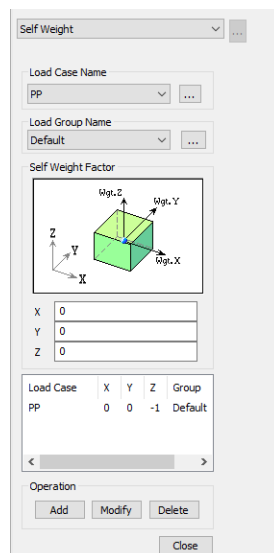 Self Weight ...
Load Case Name
PP ...
Load Group Name
Default ...
Self Weight Factor
Wgt.Z
Wgt.Y
Z
Y
Wgt.X
X
X 0
Y 0
Z 0
Load Case X Y Z Group
PP 0 0 -1 Default
Operation
Add Modify Delete
Close